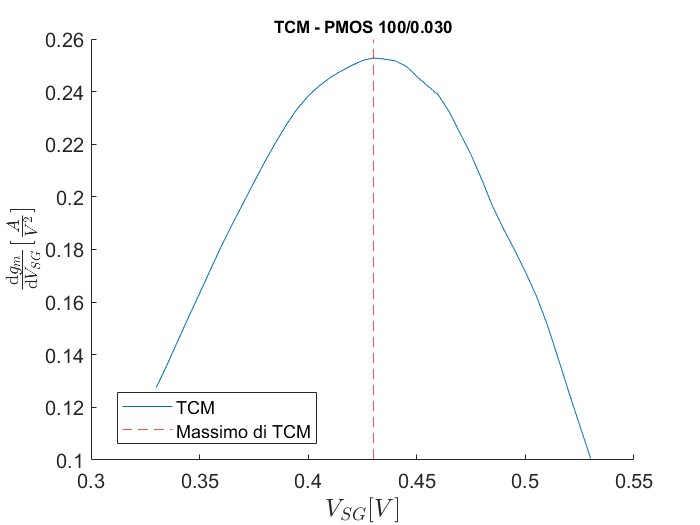 TCM - PMOS 100/0.030
0.26
0.24
0.22
0.2
0.18
0.16
0.14
0.12
0.1
dg_m/dV_SG [A/V^2]
TCM
Massimo di TCM
0.3 0.35 0.4 0.45 0.5 0.55
V_SG[V]